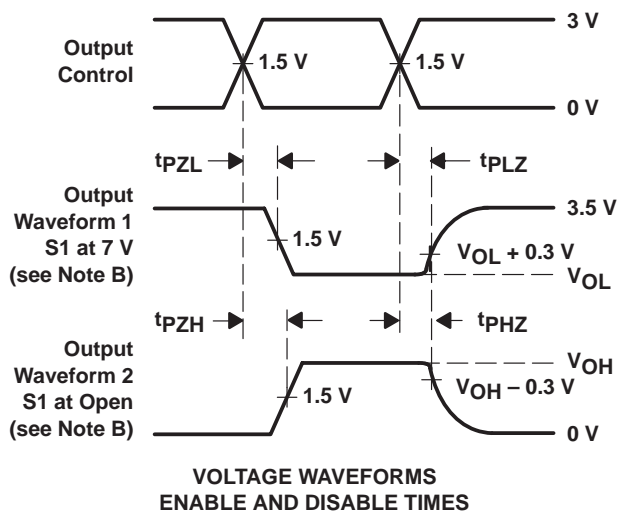 3 V
Output
Control
1.5 V
1.5 V
0 V
tPZL
tPLZ
Output
Waveform 1
S1 at 7 V
(see Note B)
3.5 V
1.5 V
VOL + 0.3 V
VOL
tPZH
tPHZ
Output
Waveform 2
S1 at Open
(see Note B)
VOH
1.5 V
VOH – 0.3 V
0 V
VOLTAGE WAVEFORMS
ENABLE AND DISABLE TIMES